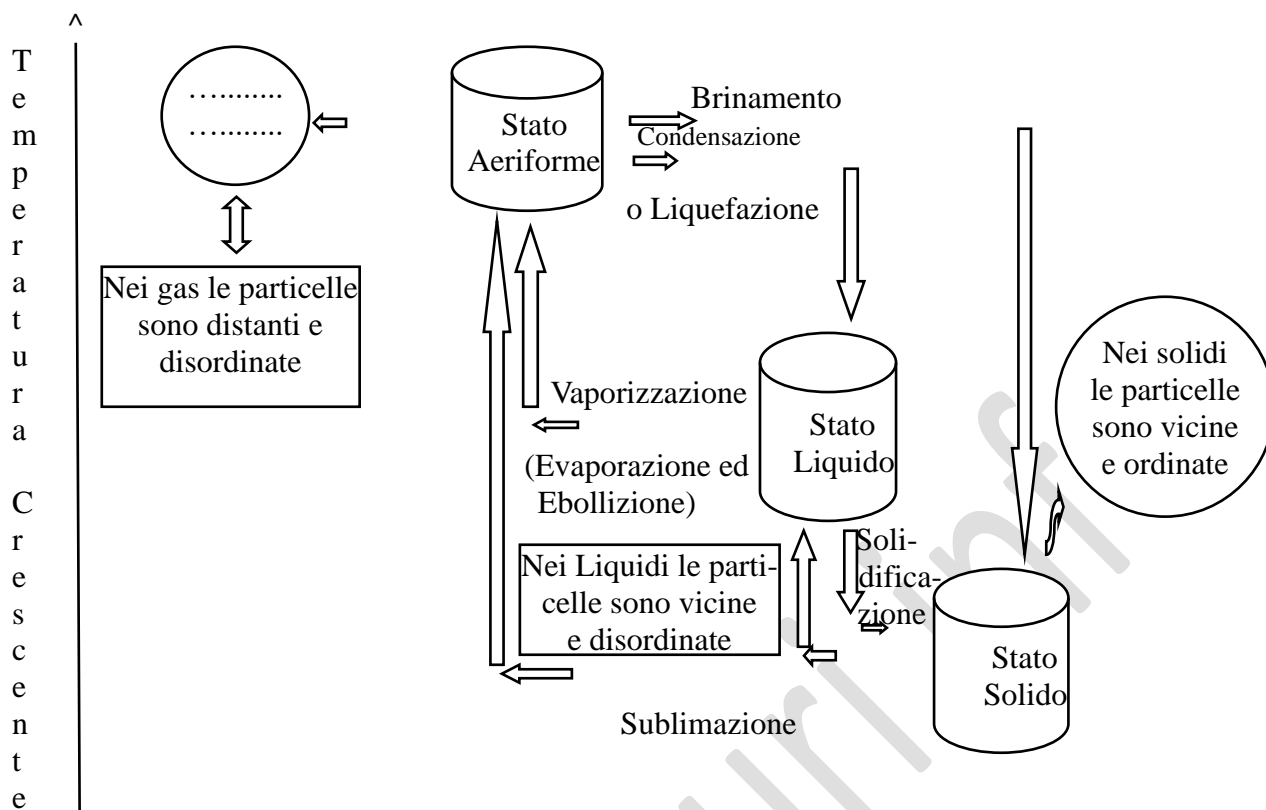 ^
Temperatura Crescente
….........
….........
Nei gas le particelle
sono distanti e
disordinate
Stato
Aeriforme
Brinamento
Condensazione
o Liquefazione
Vaporizzazione
(Evaporazione ed
Ebollizione)
Stato
Liquido
Nei solidi
le particelle
sono vicine
e ordinate
Nei Liquidi le parti-
celle sono vicine
e disordinate
Soli-
difica-
zione
Stato
Solido
Sublimazione